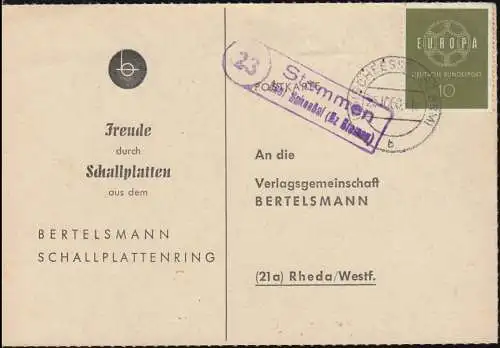 b
Freude
durch
Schallplatten
aus dem
BERTELSMANN
SCHALLPLATTENRING
POSTKARTE
23
Stemmen
An die
Verlagsgemeinschaft
BERTELSMANN
(21a) Rheda/Westf.
EUROPA
DEUTSCHE BUNDESPOST
10
b